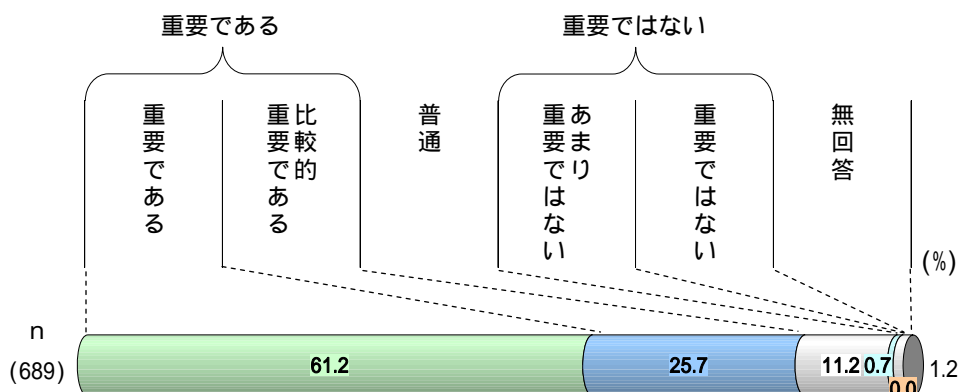 重要である
重要ではない
重要である
比較的
重要である
普通
あまり
重要ではない
重要ではない
無回答
(%)
n
(689)
61.2
25.7
11.2
0.7
0.0
1.2